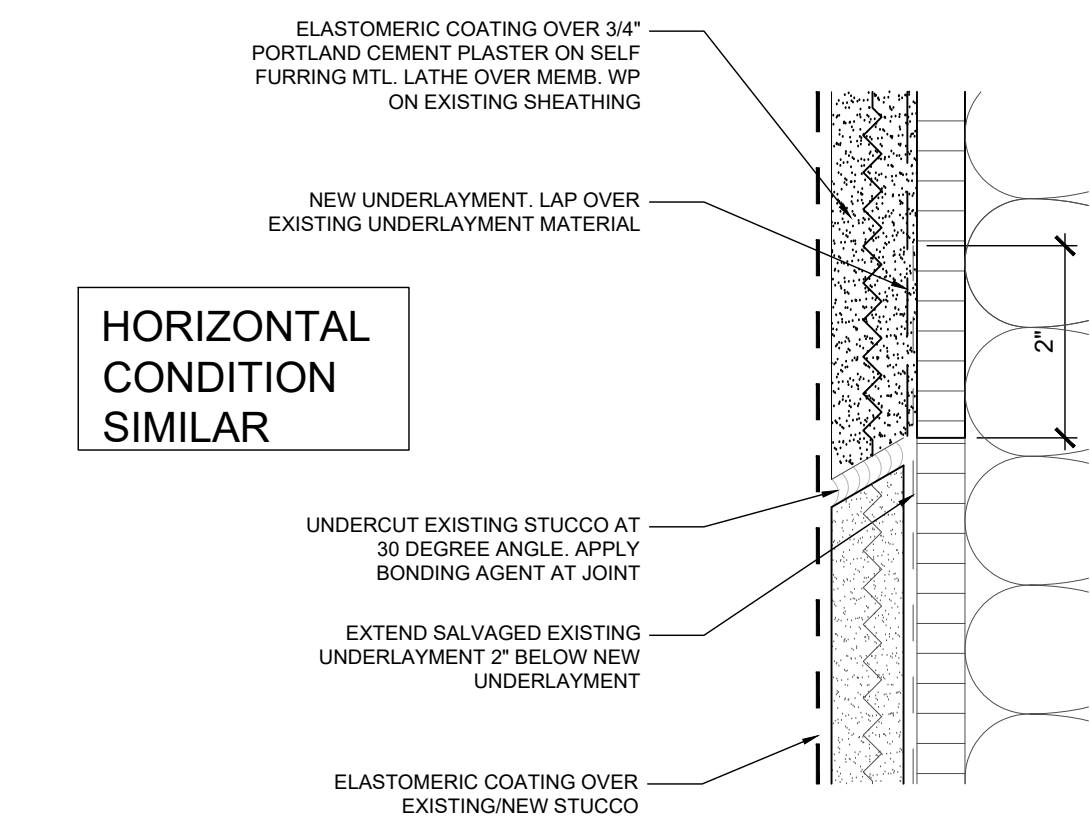 ELASTOMERIC COATING OVER 3/4"
PORTLAND CEMENT PLASTER ON SELF
FURRING MTL. LATHE OVER MEMB. WP
ON EXISTING SHEATHING
NEW UNDERLAYMENT. LAP OVER
EXISTING UNDERLAYMENT MATERIAL
HORIZONTAL
CONDITION
SIMILAR
2"
UNDERCUT EXISTING STUCCO AT
30 DEGREE ANGLE. APPLY
BONDING AGENT AT JOINT
EXTEND SALVAGED EXISTING
UNDERLAYMENT 2" BELOW NEW
UNDERLAYMENT
ELASTOMERIC COATING OVER
EXISTING/NEW STUCCO